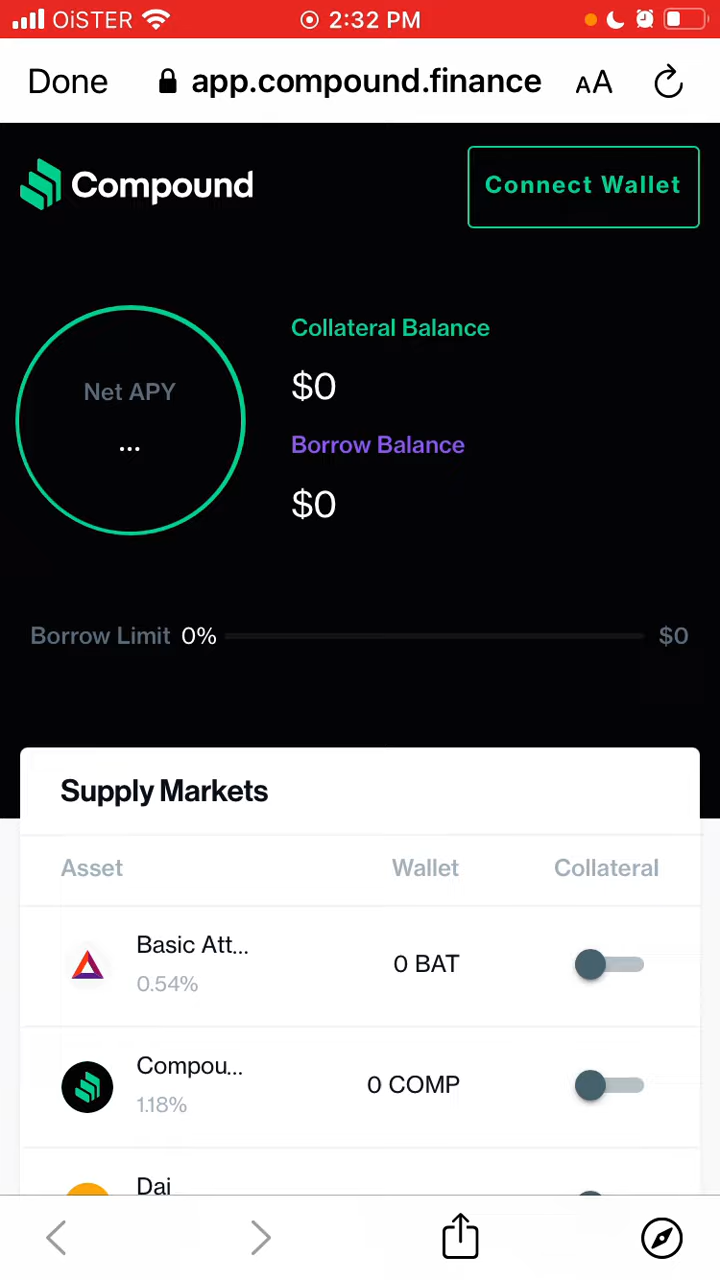 OiSTER 2:32 PM
Done app.compound.finance AA
Compound Connect Wallet
Net APY
...
Collateral Balance
$0
Borrow Balance
$0
Borrow Limit 0% $0
Supply Markets
Asset Wallet Collateral
Basic Att... 0 BAT
0.54%
Compou... 0 COMP
1.18%
Dai